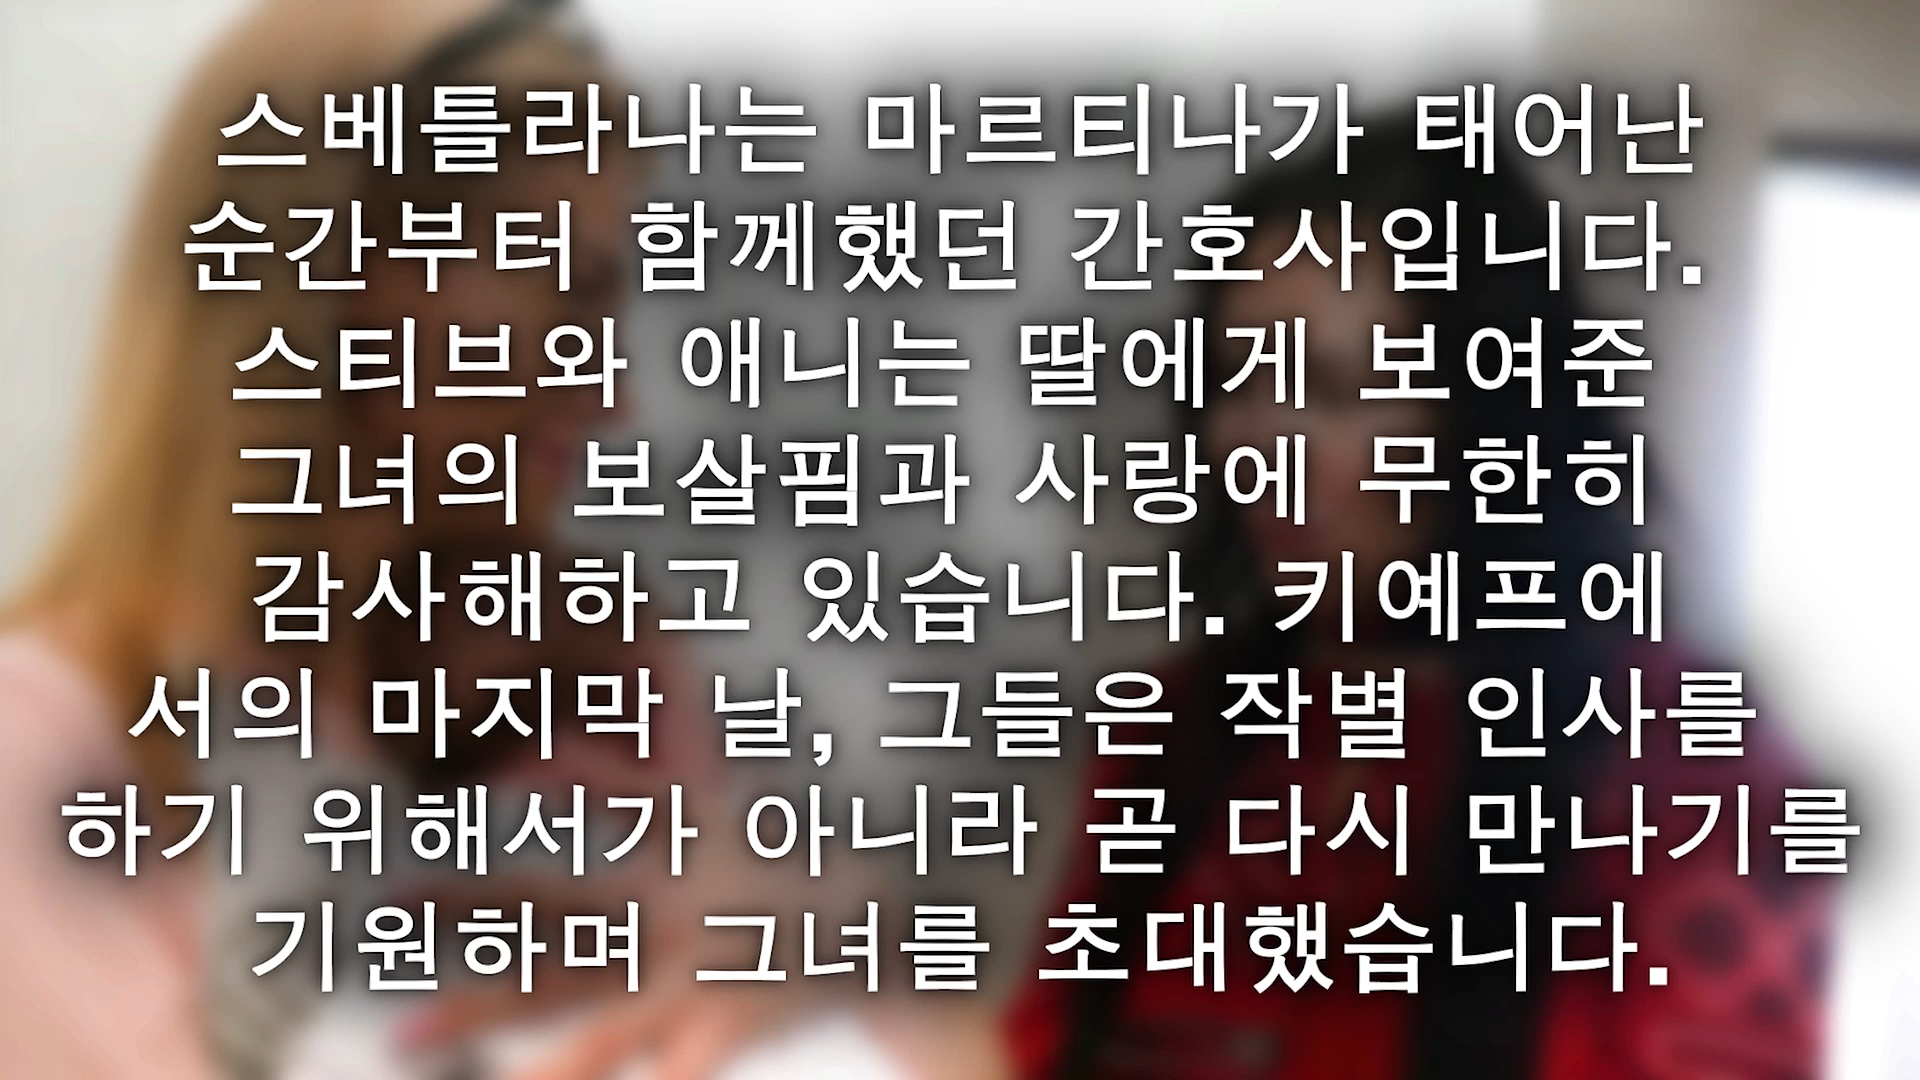 스베틀라나는 마르티나가 태어난
순간부터 함께했던 간호사입니다.
스티브와 애니는 딸에게 보여준
그녀의 보살핌과 사랑에 무한히
감사해하고 있습니다. 키예프에
서의 마지막 날, 그들은 작별 인사를
하기 위해서가 아니라 곧 다시 만나기를
기원하며 그녀를 초대했습니다.